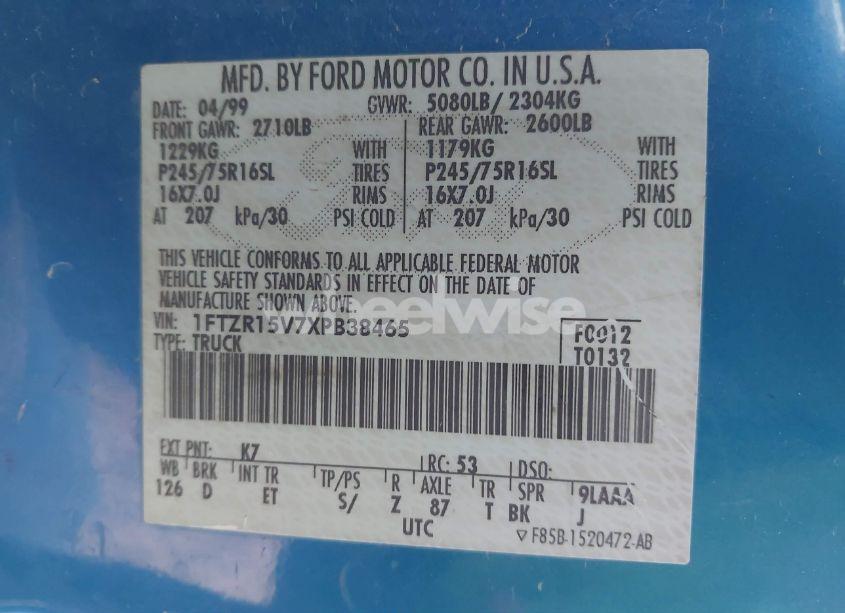 MFD. BY FORD MOTOR CO. IN U.S.A.
DATE: 04/99 GVWR: 5080LB/ 2304KG
FRONT GAWR: 2710LB REAR GAWR: 2600LB
1229KG WITH 1179KG WITH
P245/75R16SL TIRES P245/75R16SL TIRES
16X7.0J RIMS 16X7.0J RIMS
AT 207 kPa/30 PSI COLD AT 207 kPa/30 PSI COLD
THIS VEHICLE CONFORMS TO ALL APPLICABLE FEDERAL MOTOR
VEHICLE SAFETY STANDARDS IN EFFECT ON THE DATE OF
MANUFACTURE SHOWN ABOVE.
wheelwise
VIN: 1FTZR15V7XPB38465 F0012
TYPE: TRUCK T0132
EXT PNT: K7 RC: 53 DSO:
WB BRK INT TR TP/PS R AXLE TR SPR 9LAAA
126 D ET S/ Z 87 T BK J
UTC ▽ F85B-1520472-AB